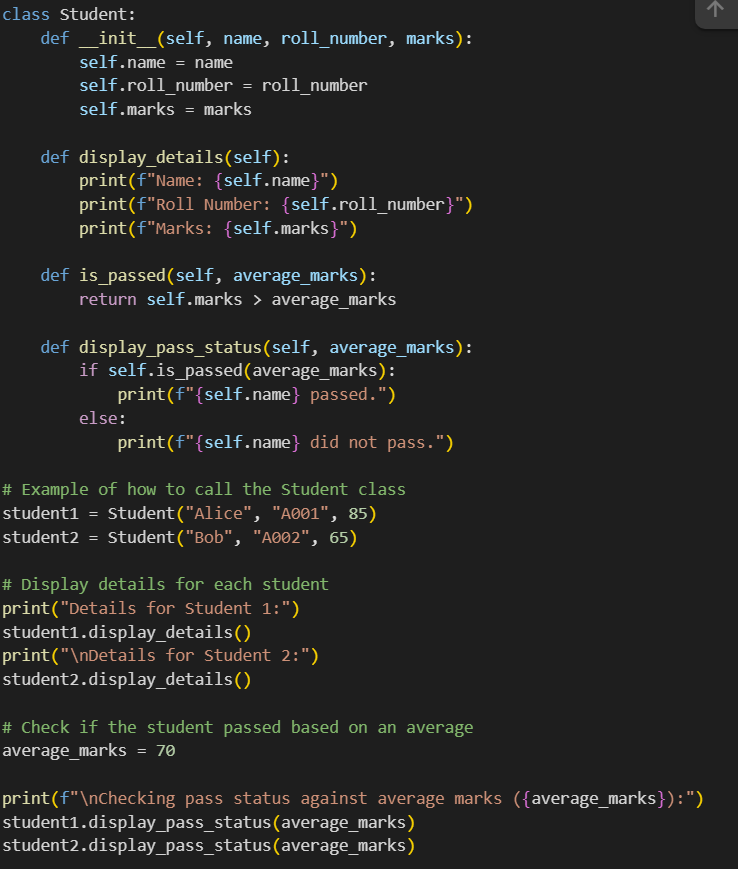 class Student:
    def __init__(self, name, roll_number, marks):
        self.name = name
        self.roll_number = roll_number
        self.marks = marks

    def display_details(self):
        print(f"Name: {self.name}")
        print(f"Roll Number: {self.roll_number}")
        print(f"Marks: {self.marks}")

    def is_passed(self, average_marks):
        return self.marks > average_marks

    def display_pass_status(self, average_marks):
        if self.is_passed(average_marks):
            print(f"{self.name} passed.")
        else:
            print(f"{self.name} did not pass.")

# Example of how to call the Student class
student1 = Student("Alice", "A001", 85)
student2 = Student("Bob", "A002", 65)

# Display details for each student
print("Details for Student 1:")
student1.display_details()
print("\nDetails for Student 2:")
student2.display_details()

# Check if the student passed based on an average
average_marks = 70

print(f"\nChecking pass status against average marks ({average_marks}):")
student1.display_pass_status(average_marks)
student2.display_pass_status(average_marks)